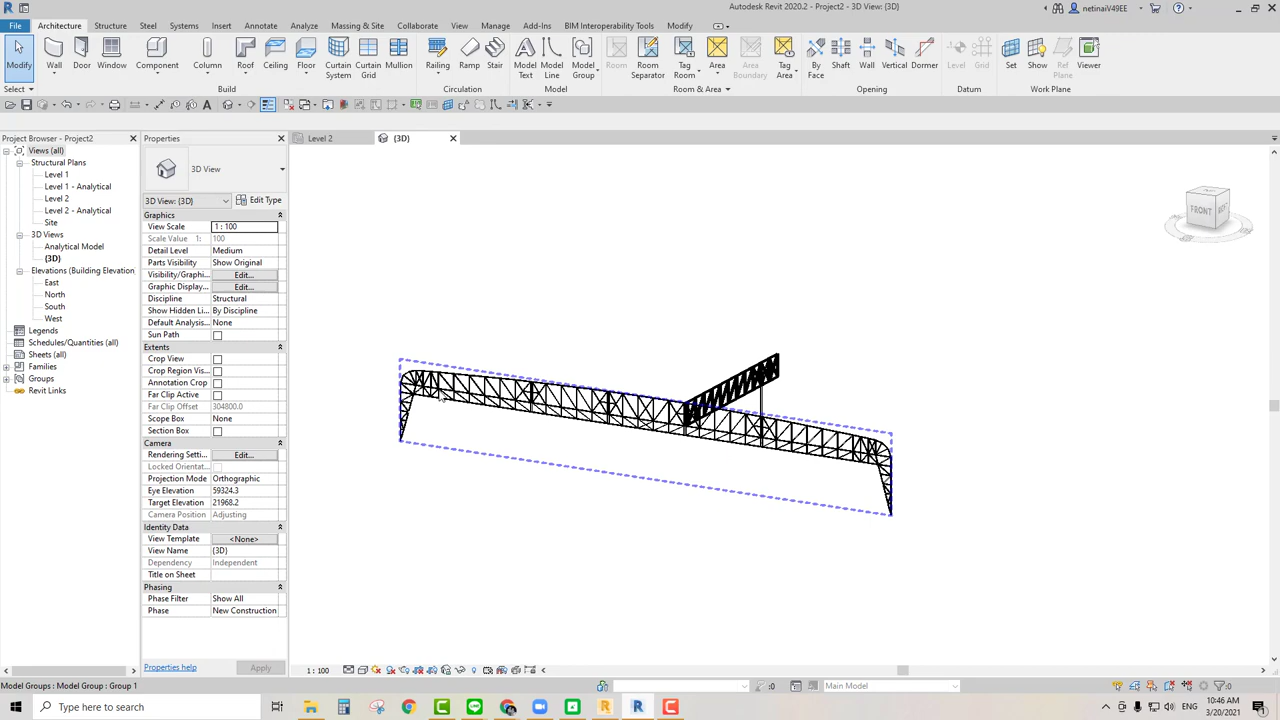 Autodesk Revit 2020.2 - Project2 - 3D View: {3D}
netinaiV49EE
File Architecture Structure Steel Systems Insert Annotate Analyze Massing & Site Collaborate View Manage Add-Ins BIM Interoperability Tools Modify
Modify Wall Door Window Component Column Roof Ceiling Floor Curtain System Curtain Grid Mullion Railing Ramp Stair Model Text Model Line Model Group Room Room Separator Tag Room Area Area Boundary Tag Area By Face Shaft Wall Vertical Dormer Level Grid Set Show Ref Plane Viewer
Select Build Circulation Model Room & Area Opening Datum Work Plane
Project Browser - Project2
Views (all)
Structural Plans
Level 1
Level 1 - Analytical
Level 2
Level 2 - Analytical
Site
3D Views
Analytical Model
{3D}
Elevations (Building Elevation
East
North
South
West
Legends
Schedules/Quantities (all)
Sheets (all)
Families
Groups
Revit Links
Properties
3D View
3D View: {3D} Edit Type
Graphics
View Scale 1 : 100
Scale Value 1: 100
Detail Level Medium
Parts Visibility Show Original
Visibility/Graphi... Edit...
Graphic Display... Edit...
Discipline Structural
Show Hidden Li... By Discipline
Default Analysis... None
Sun Path
Extents
Crop View
Crop Region Vis...
Annotation Crop
Far Clip Active
Far Clip Offset 304800.0
Scope Box None
Section Box
Camera
Rendering Setti... Edit...
Locked Orientat...
Projection Mode Orthographic
Eye Elevation 59324.3
Target Elevation 21968.2
Camera Position Adjusting
Identity Data
View Template <None>
View Name {3D}
Dependency Independent
Title on Sheet
Phasing
Phase Filter Show All
Phase New Construction
Properties help Apply
Level 2
{3D}
FRONT
1 : 100
Model Groups : Model Group : Group 1
:0
Main Model
:0
Type here to search
ENG
10:46 AM
3/20/2021